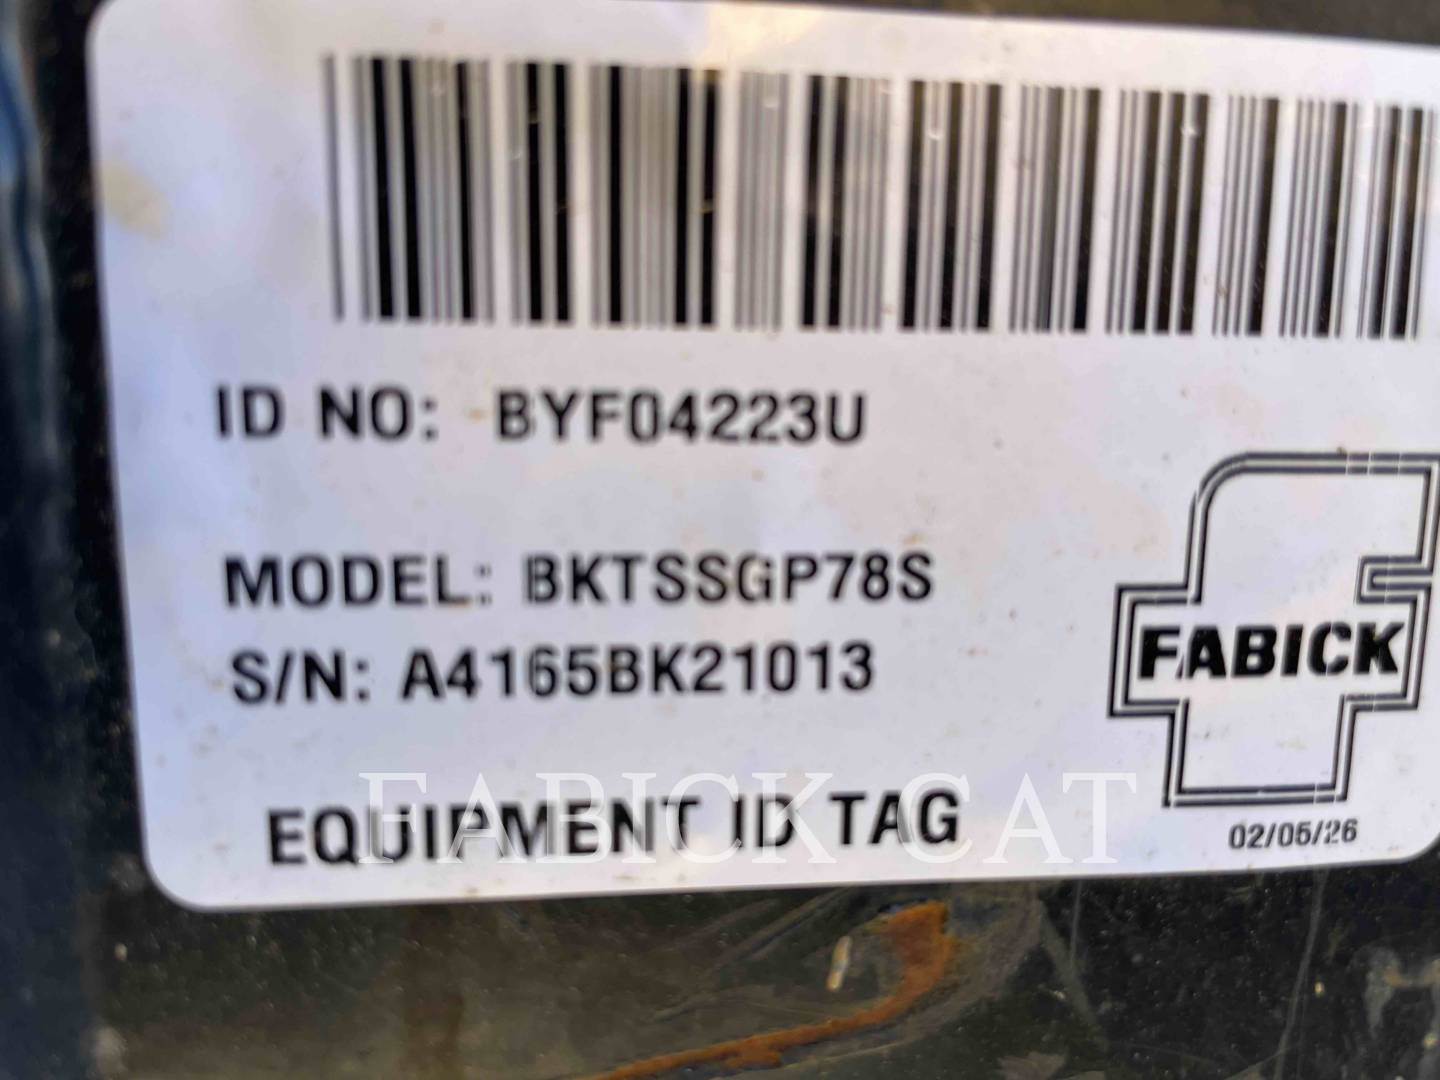 ID NO: BYF04223U
MODEL: BKTSSGP78S
S/N: A4165BK21013
FABICK
EQUIPMENT ID TAG
FABICK CAT
02/05/26